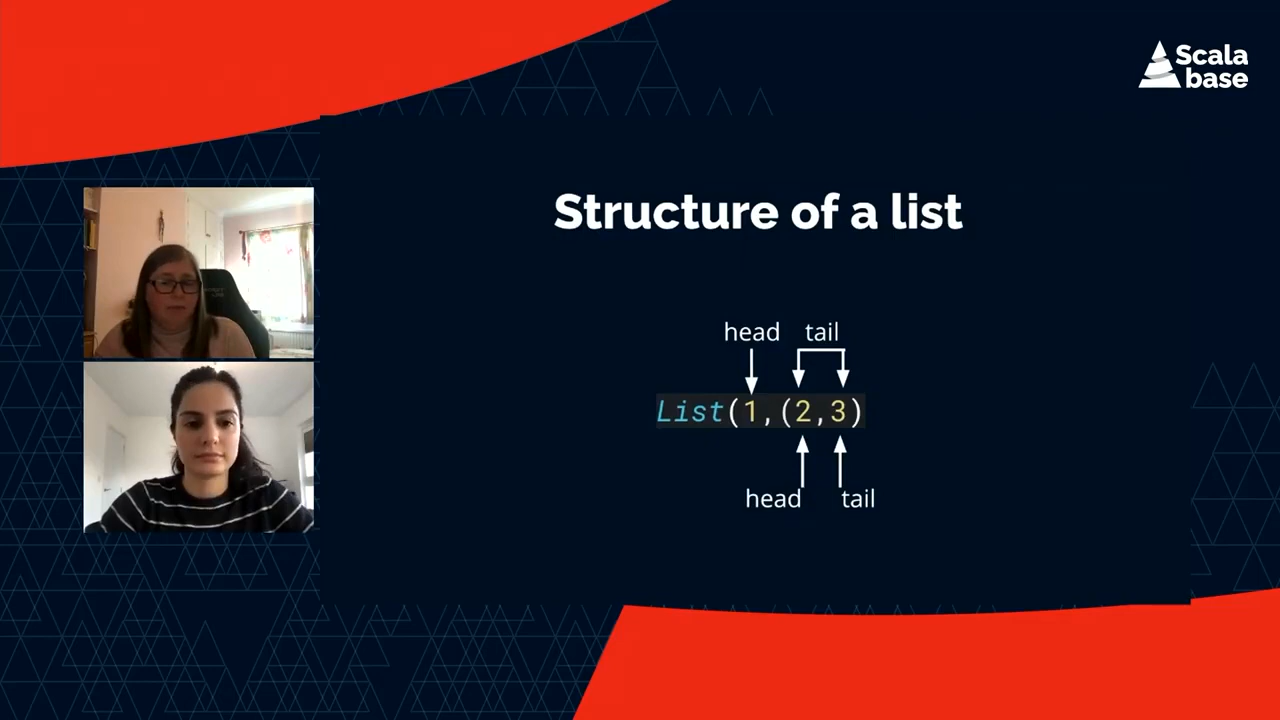 Scala
base
Structure of a list
head tail
List(1,(2,3)
head tail